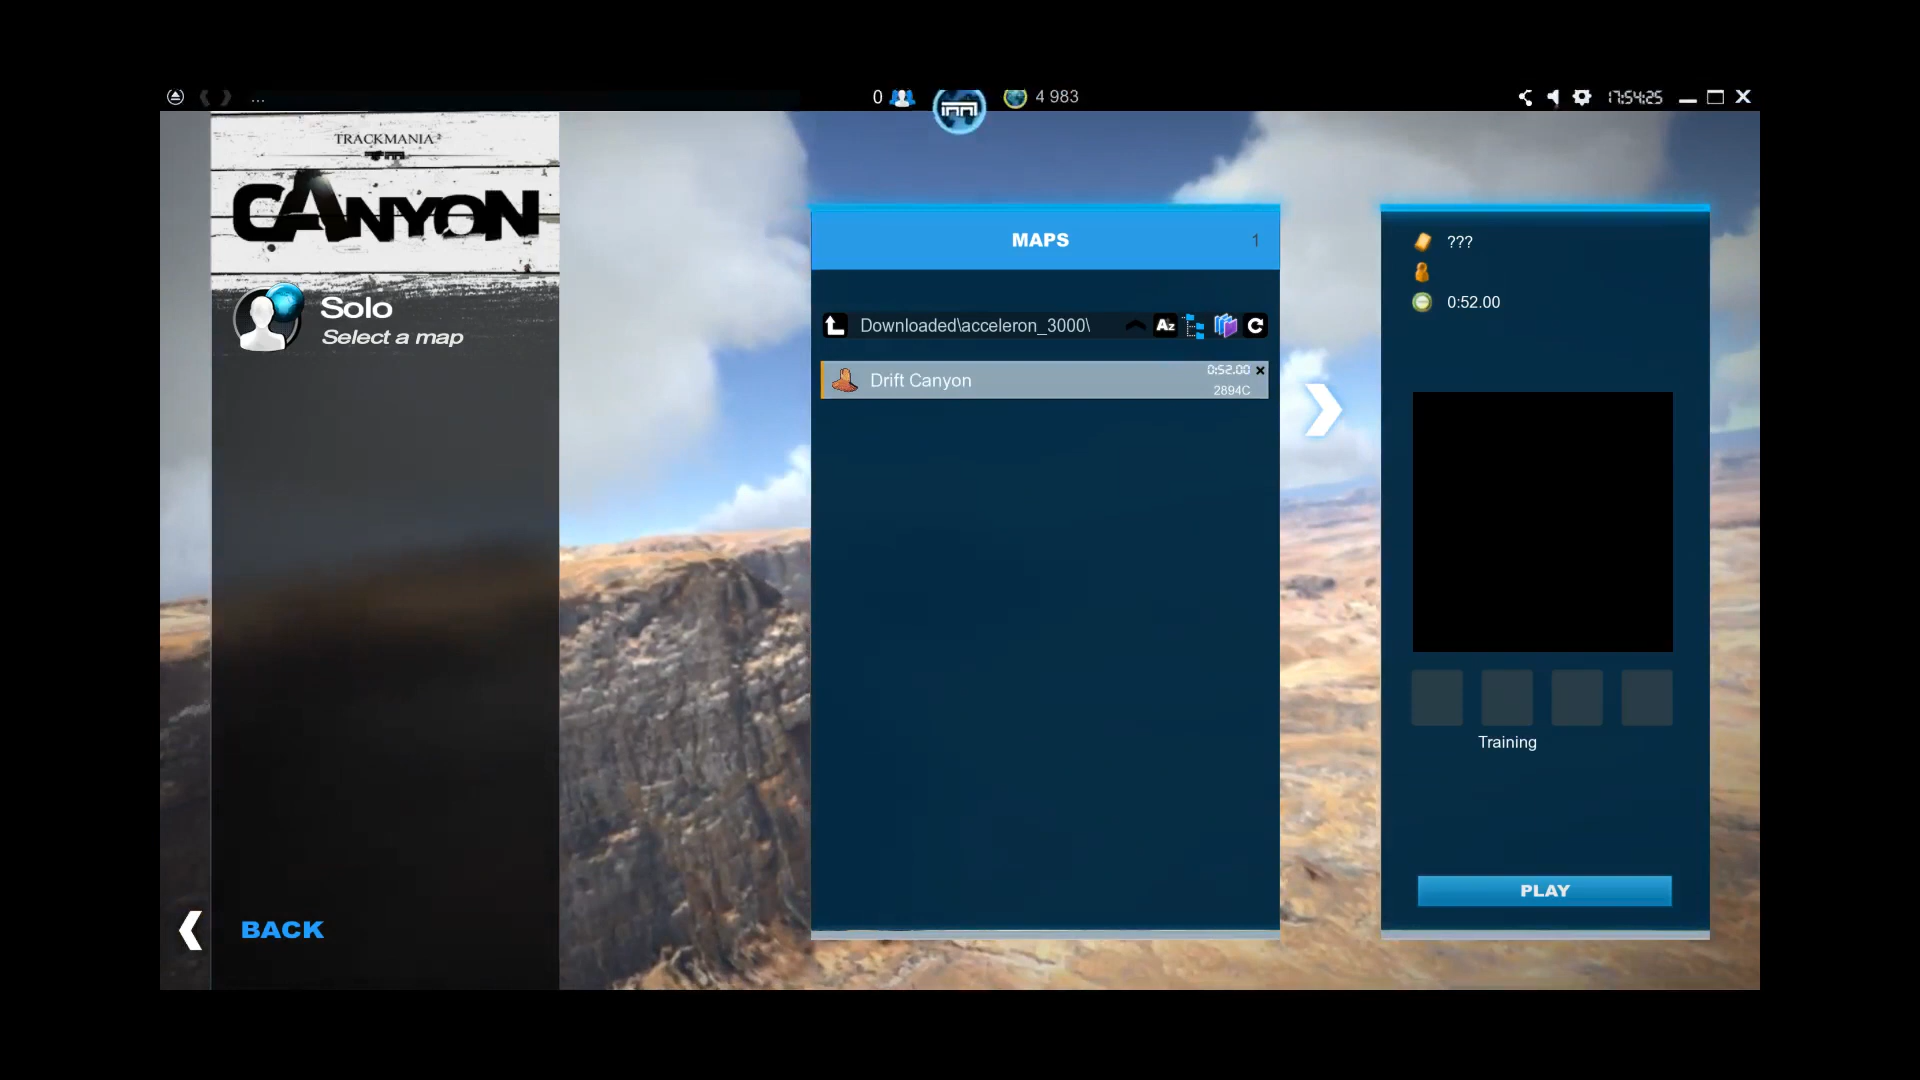 ...
0
4 983
17:54:25
TRACKMANIA²
CANYON
Solo
Select a map
MAPS
1
Downloaded\acceleron_3000\
AZ
Drift Canyon
0:52.00
2894C
???
0:52.00
Training
PLAY
BACK